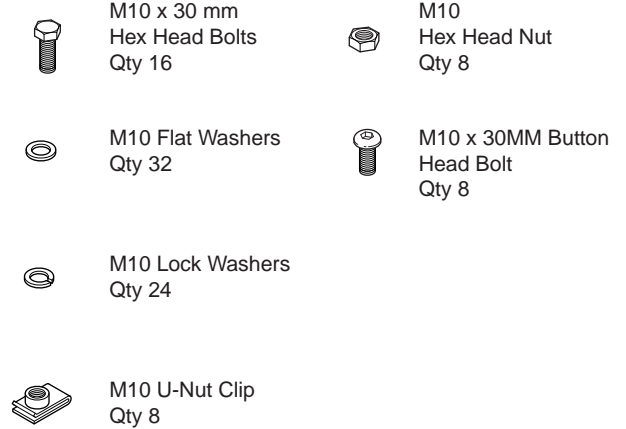 M10 x 30 mm
Hex Head Bolts
Qty 16
M10
Hex Head Nut
Qty 8
M10 Flat Washers
Qty 32
M10 x 30MM Button
Head Bolt
Qty 8
M10 Lock Washers
Qty 24
M10 U-Nut Clip
Qty 8